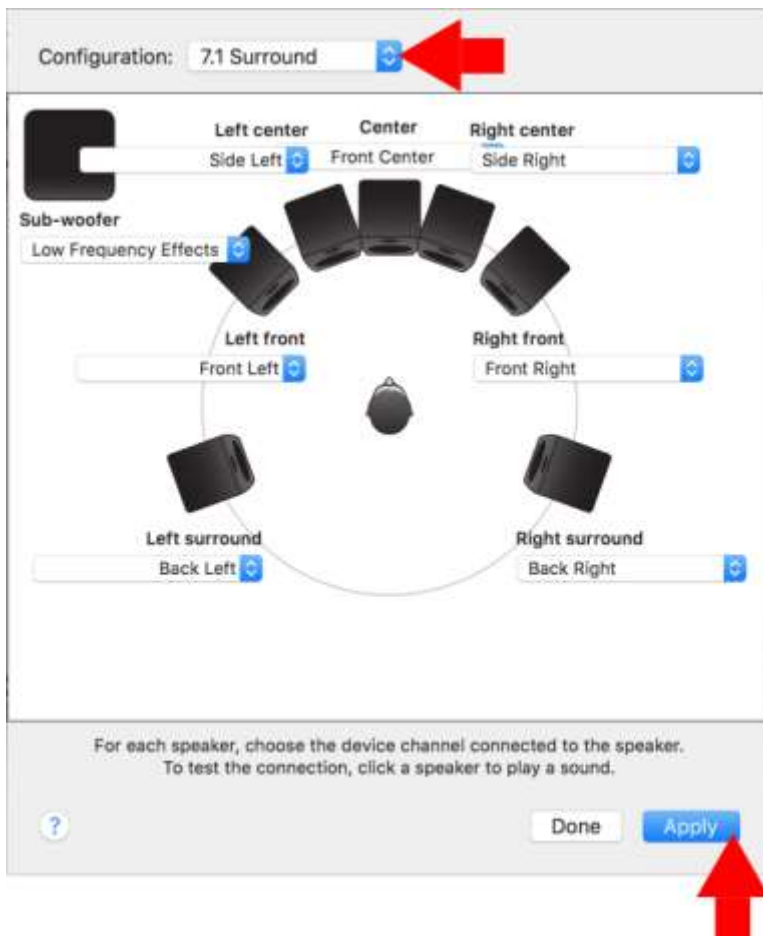 Configuration: 7.1 Surround
Left center
Center
Right center
Side Left
Front Center
Side Right
Sub-woofer
Low Frequency Effects
Left front
Right front
Front Left
Front Right
Left surround
Right surround
Back Left
Back Right
For each speaker, choose the device channel connected to the speaker.
To test the connection, click a speaker to play a sound.
?
Done
Apply